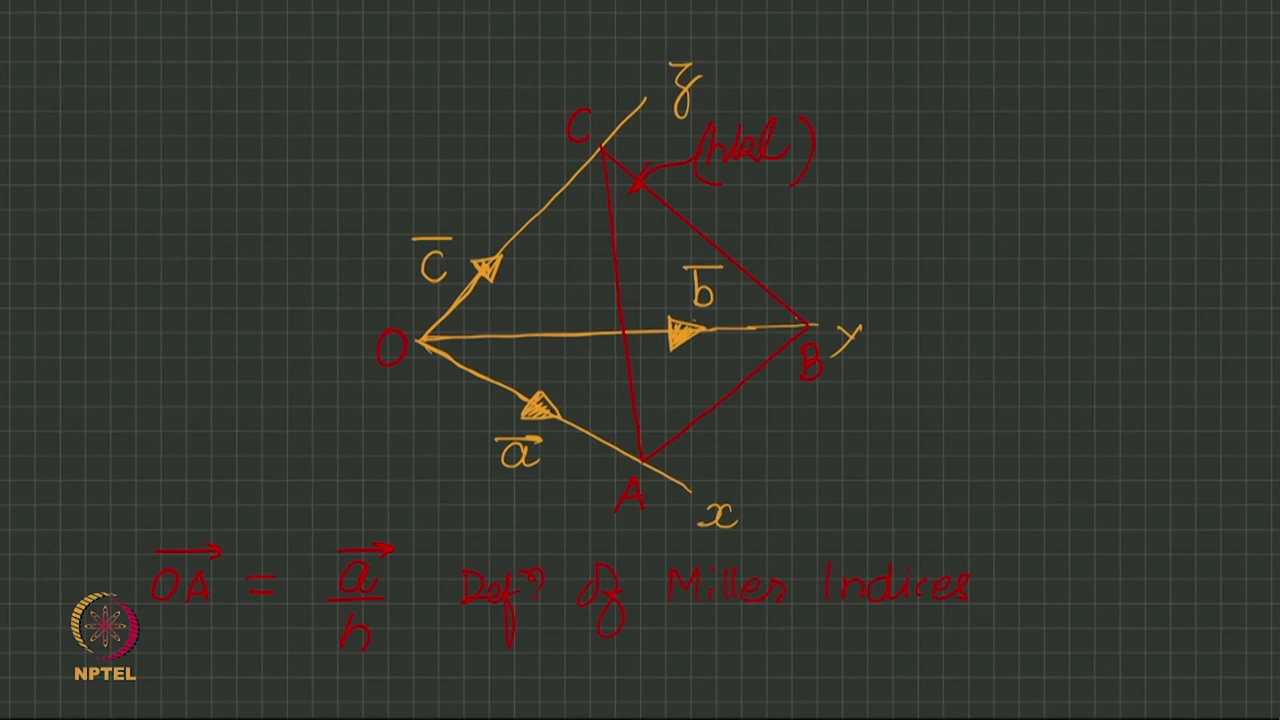 z
C
(hkl)
c
b
O
y
B
a
A
x
OA = a/h Defⁿ of Miller Indices
NPTEL